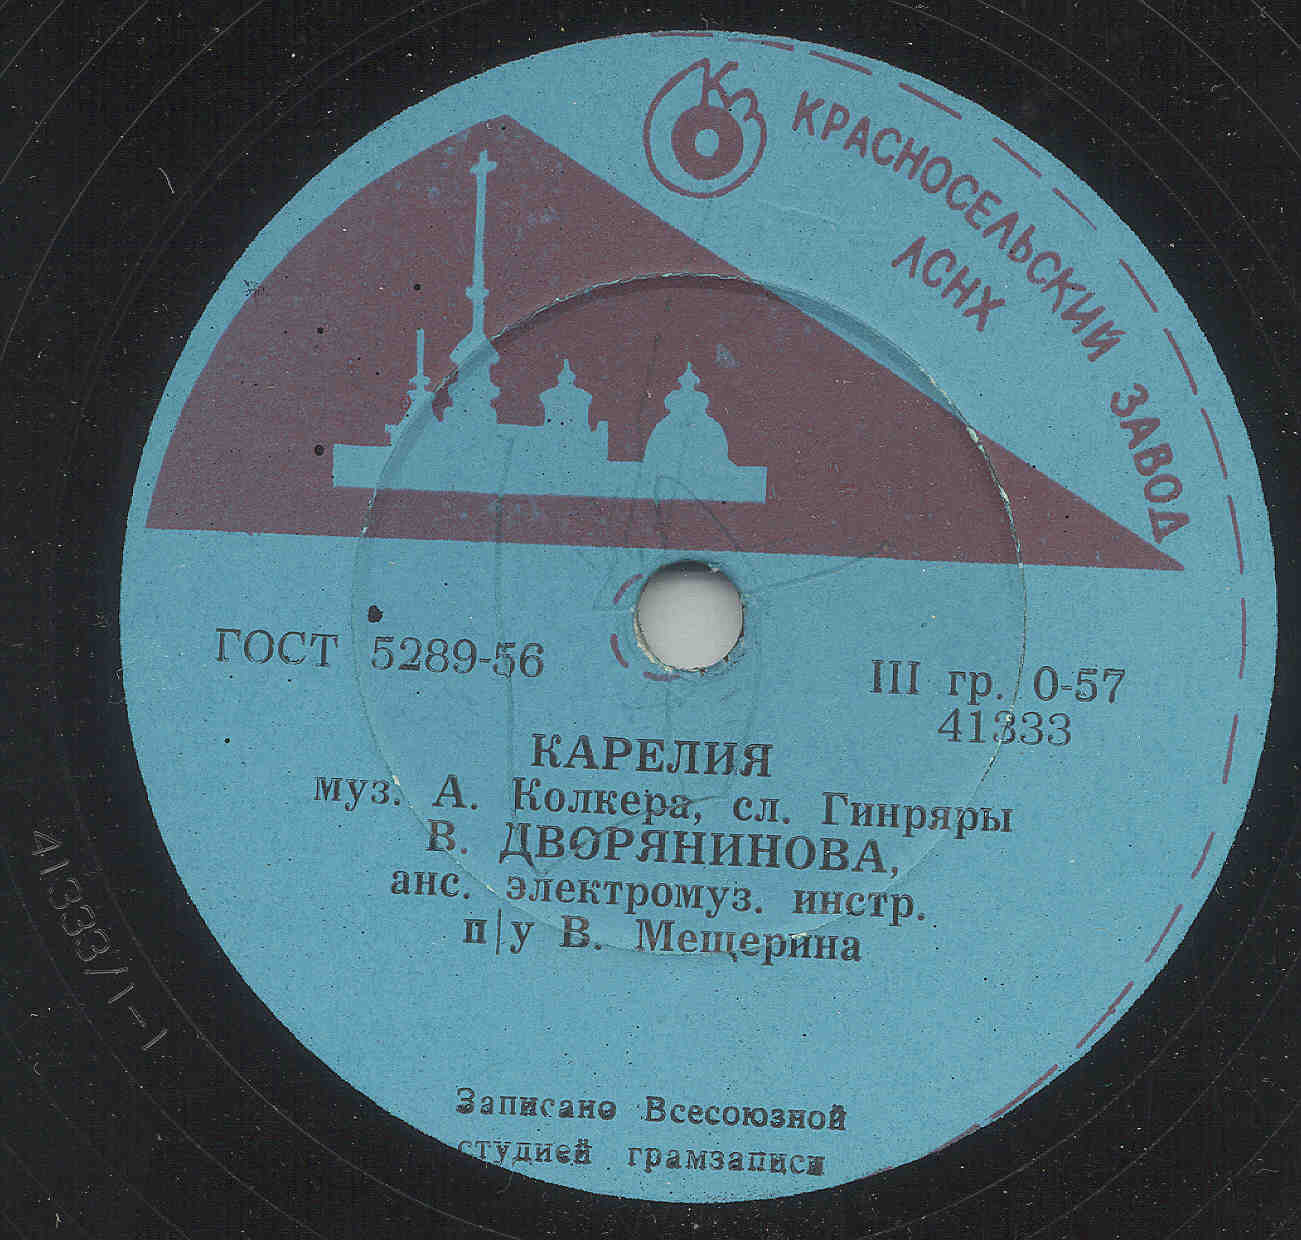 КЗ
КРАСНОСЕЛЬСКИЙ ЗАВОД
ЛСНХ
ГОСТ 5289-56
III гр. 0-57
41333
КАРЕЛИЯ
муз. А. Колкера, сл. Гинряры
В. ДВОРЯНИНОВА,
анс. электромуз. инстр.
п/у В. Мещерина
Записано Всесоюзной
студией грамзаписи
41333/1-1